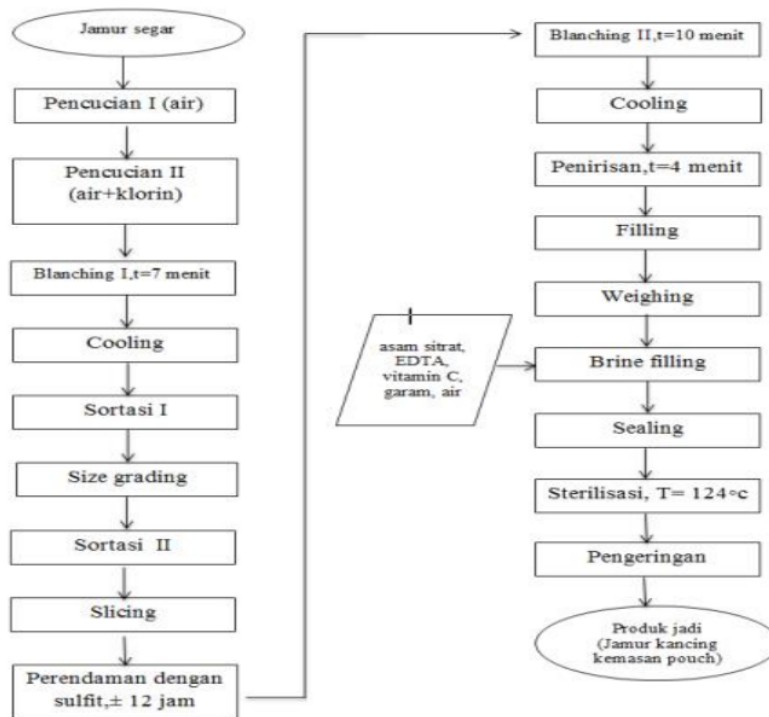 Jamur segar
Pencucian I (air)
Pencucian II
(air+klorin)
Blanching I,t=7 menit
Cooling
Sortasi I
Size grading
Sortasi II
Slicing
Perendaman dengan
sulfit,± 12 jam
Blanching II,t=10 menit
Cooling
Penirisan,t=4 menit
Filling
Weighing
asam sitrat,
EDTA,
vitamin C,
garam, air
Brine filling
Sealing
Sterilisasi, T= 124∘c
Pengeringan
Produk jadi
(Jamur kancing
kemasan pouch)